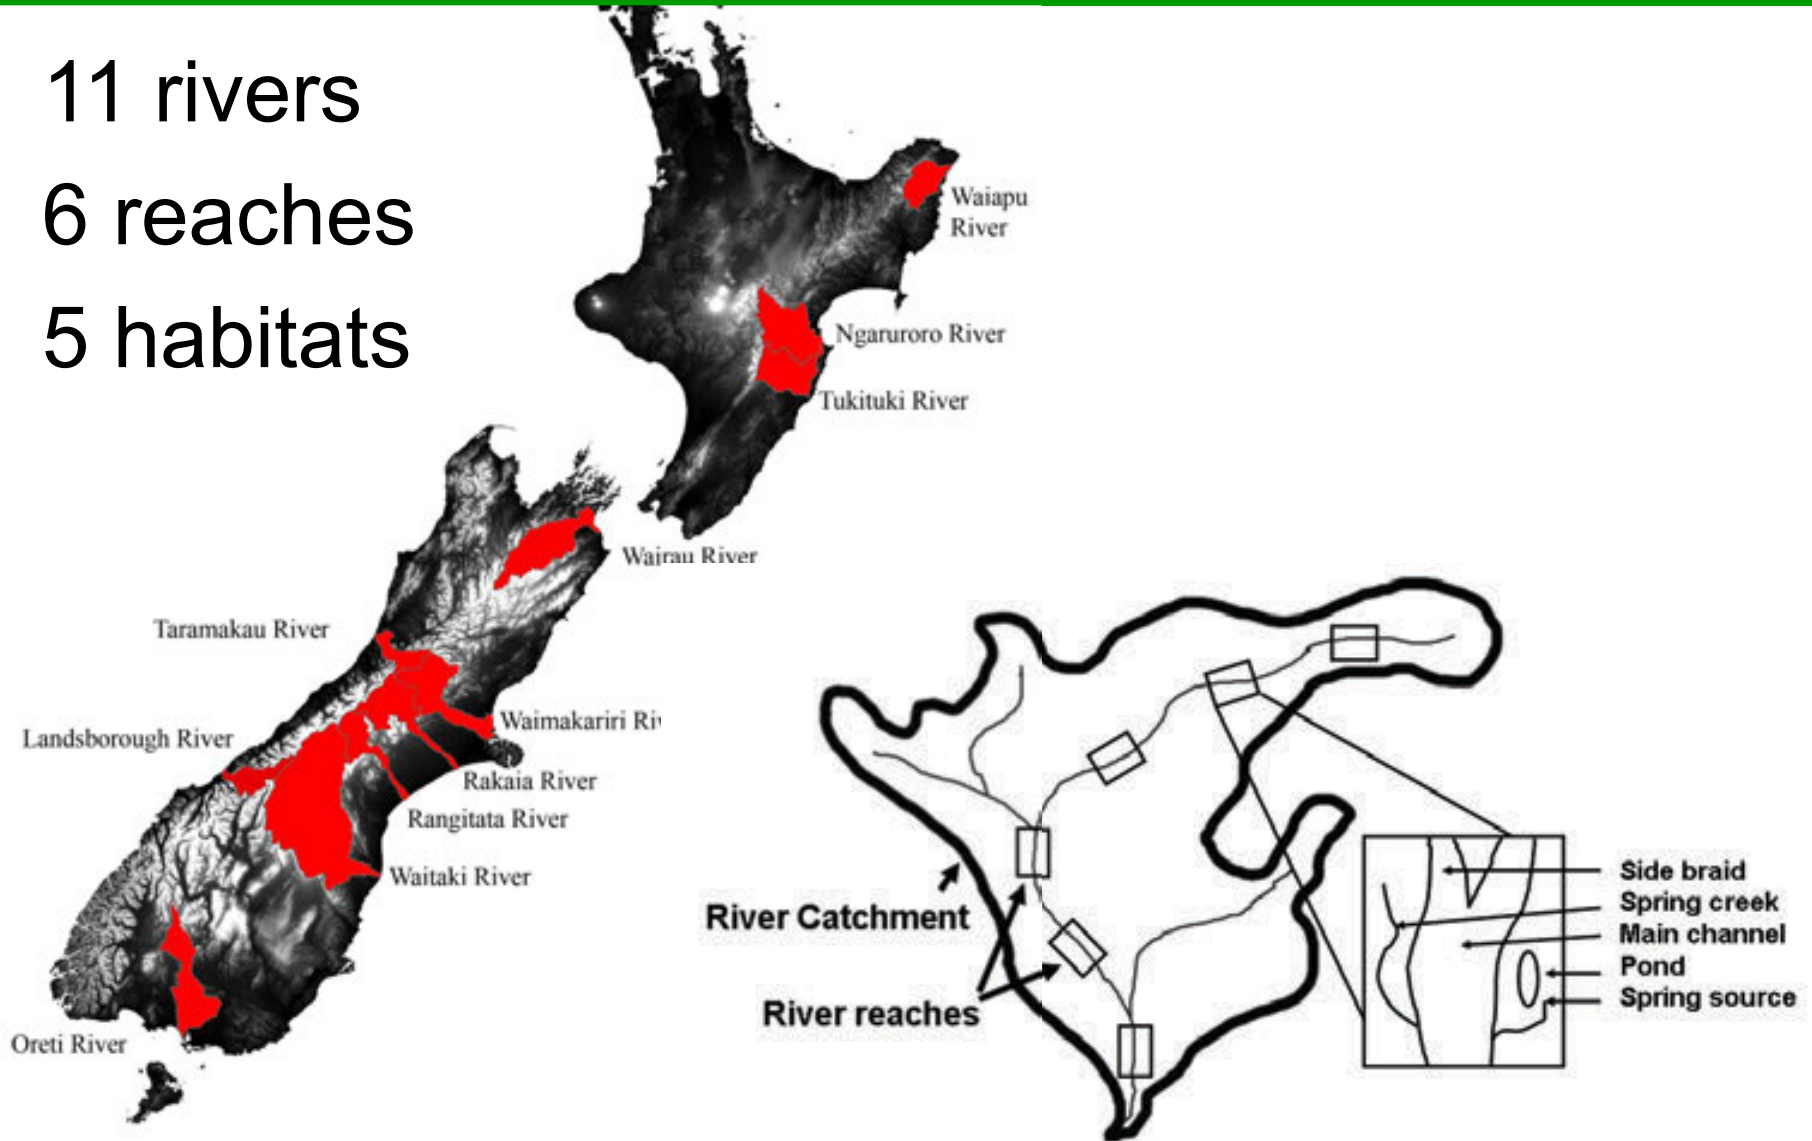 11 rivers
6 reaches
5 habitats
Waiapu
River
Ngaruroro River
Tukituki River
Wairau River
Taramakau River
Waimakariri Riv
Landsborough River
Rakaia River
Rangitata River
Waitaki River
Oreti River
River Catchment
River reaches
Side braid
Spring creek
Main channel
Pond
Spring source